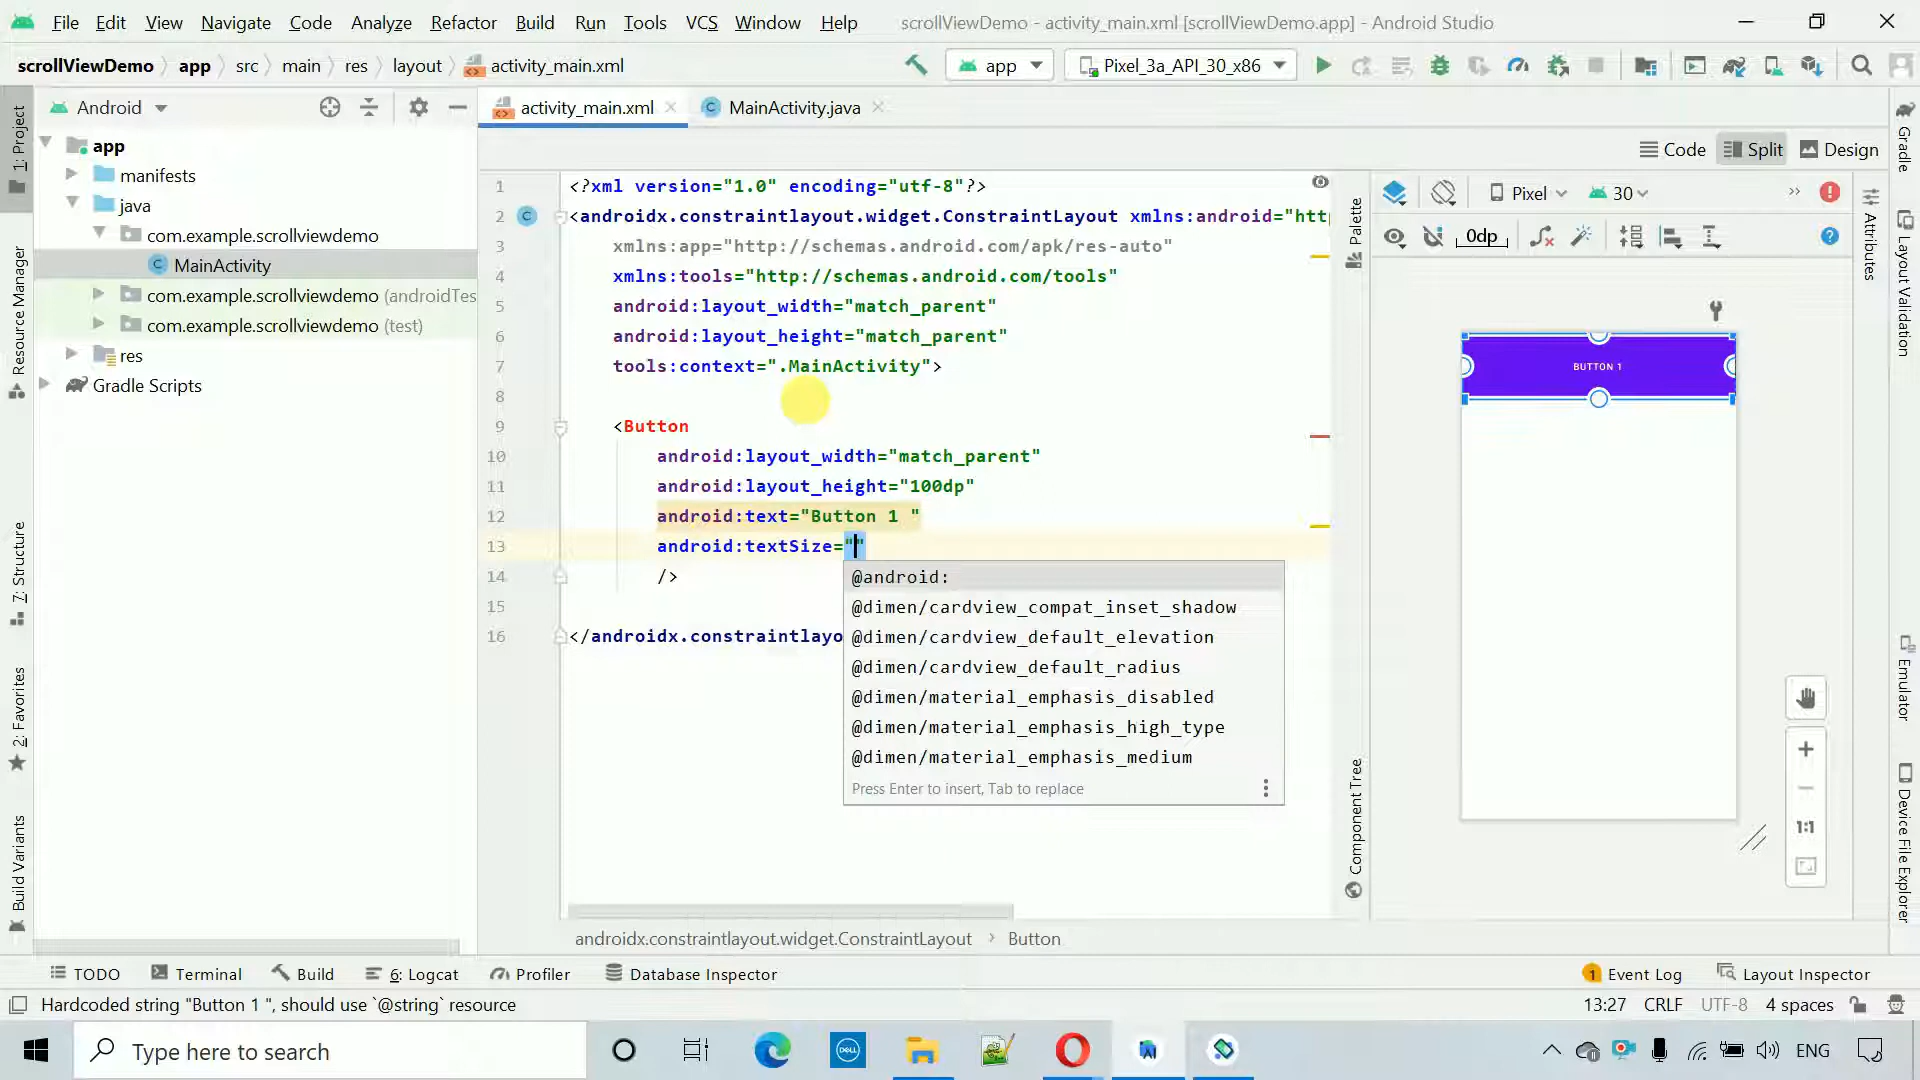 File Edit View Navigate Code Analyze Refactor Build Run Tools VCS Window Help scrollViewDemo - activity_main.xml [scrollViewDemo.app] - Android Studio
scrollViewDemo app src main res layout activity_main.xml app Pixel_3a_API_30_x86
Android activity_main.xml MainActivity.java
Code Split Design
app
manifests
java
com.example.scrollviewdemo
MainActivity
com.example.scrollviewdemo (androidTes
com.example.scrollviewdemo (test)
res
Gradle Scripts
1: Project
Resource Manager
7: Structure
2: Favorites
Build Variants
1 <?xml version="1.0" encoding="utf-8"?>
2 <androidx.constraintlayout.widget.ConstraintLayout xmlns:android="http
3 xmlns:app="http://schemas.android.com/apk/res-auto"
4 xmlns:tools="http://schemas.android.com/tools"
5 android:layout_width="match_parent"
6 android:layout_height="match_parent"
7 tools:context=".MainActivity">
8
9 <Button
10 android:layout_width="match_parent"
11 android:layout_height="100dp"
12 android:text="Button 1 "
13 android:textSize=""
14 />
15
16 </androidx.constraintlayo
@android:
@dimen/cardview_compat_inset_shadow
@dimen/cardview_default_elevation
@dimen/cardview_default_radius
@dimen/material_emphasis_disabled
@dimen/material_emphasis_high_type
@dimen/material_emphasis_medium
Press Enter to insert, Tab to replace
androidx.constraintlayout.widget.ConstraintLayout Button
Palette
Component Tree
Pixel 30
0dp
BUTTON 1
1:1
Attributes
Gradle
Layout Validation
Emulator
Device File Explorer
TODO Terminal Build 6: Logcat Profiler Database Inspector 1 Event Log Layout Inspector
Hardcoded string "Button 1 ", should use `@string` resource 13:27 CRLF UTF-8 4 spaces
Type here to search DELL ENG